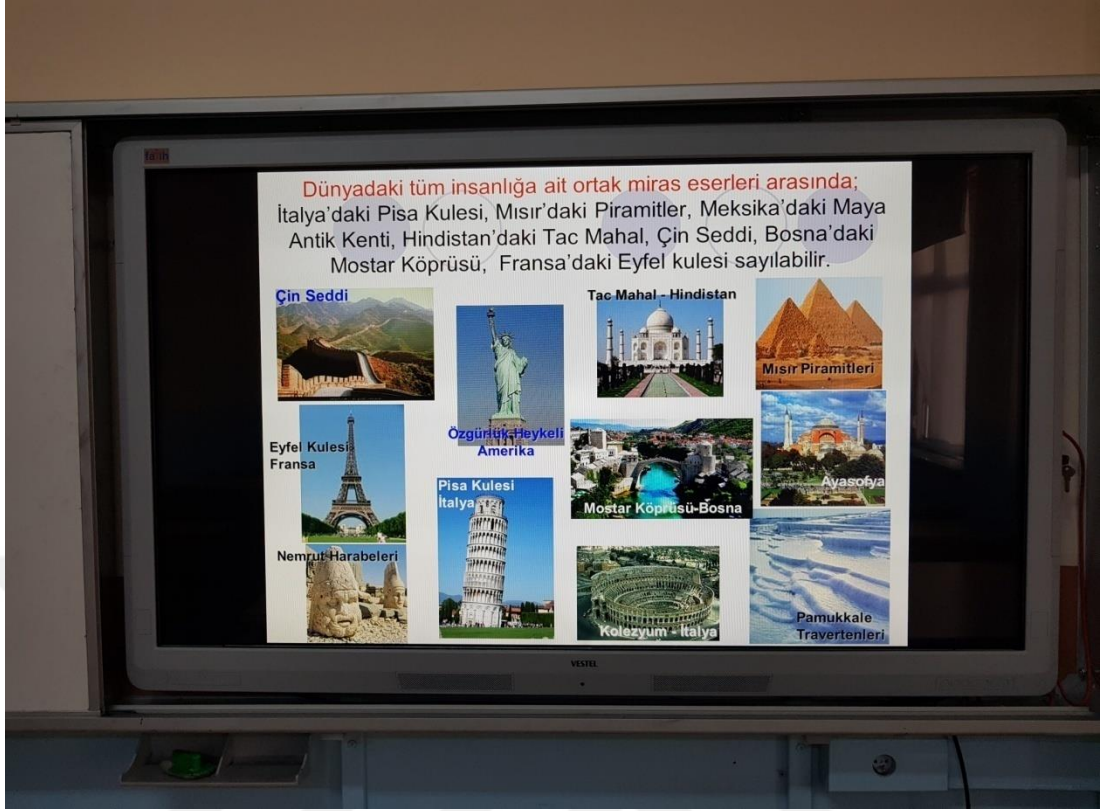 fatih
Dünyadaki tüm insanlığa ait ortak miras eserleri arasında;
İtalya'daki Pisa Kulesi, Mısır'daki Piramitler, Meksika'daki Maya
Antik Kenti, Hindistan'daki Tac Mahal, Çin Seddi, Bosna'daki
Mostar Köprüsü, Fransa'daki Eyfel kulesi sayılabilir.
Çin Seddi
Tac Mahal - Hindistan
Mısır Piramitleri
Özgürlük Heykeli
Amerika
Eyfel Kulesi
Fransa
Pisa Kulesi
İtalya
Mostar Köprüsü-Bosna
Ayasofya
Nemrut Harabeleri
Kolezyum - İtalya
Pamukkale
Travertenleri
VESTEL